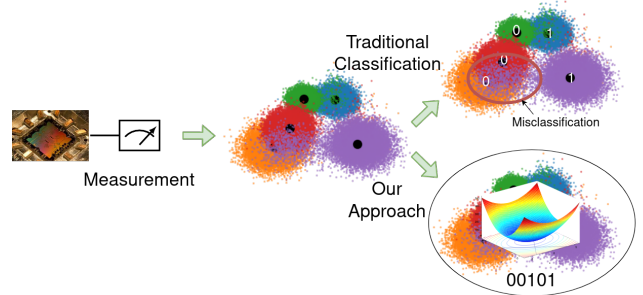 Traditional
Classification
0
1
0
0
1
Misclassification
Measurement
Our
Approach
00101